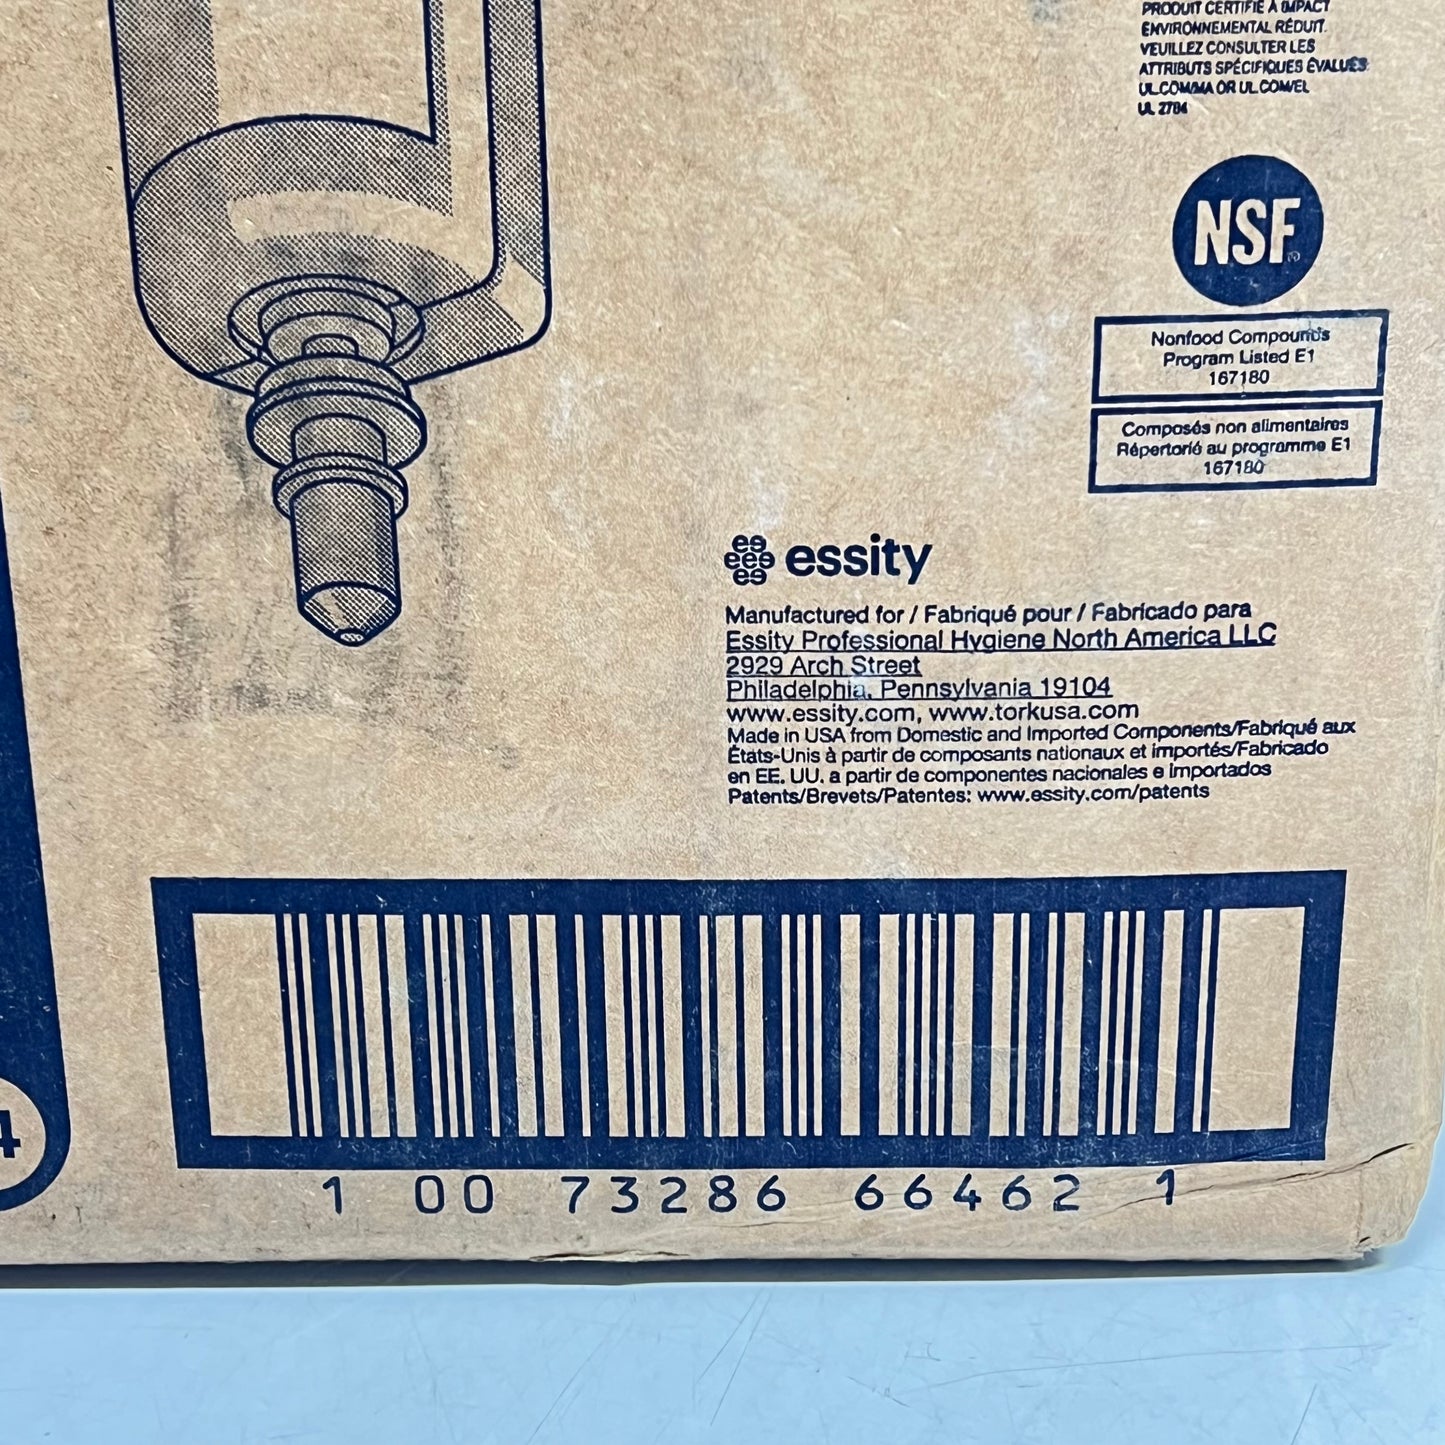 PRODUIT CERTIFIÉ À IMPACT
ENVIRONNEMENTAL RÉDUIT.
VEUILLEZ CONSULTER LES
ATTRIBUTS SPÉCIFIQUES ÉVALUÉS:
UL.COM/MA OR UL.COM/EL
UL 2784
NSF®
Nonfood Compounds
Program Listed E1
167180
Composés non alimentaires
Répertorié au programme E1
167180
essity
Manufactured for / Fabriqué pour / Fabricado para
Essity Professional Hygiene North America LLC
2929 Arch Street
Philadelphia, Pennsylvania 19104
www.essity.com, www.torkusa.com
Made in USA from Domestic and Imported Components/Fabriqué aux
États-Unis à partir de composants nationaux et importés/Fabricado
en EE. UU. a partir de componentes nacionales e importados
Patents/Brevets/Patentes: www.essity.com/patents
4
1 00 73286 66462 1